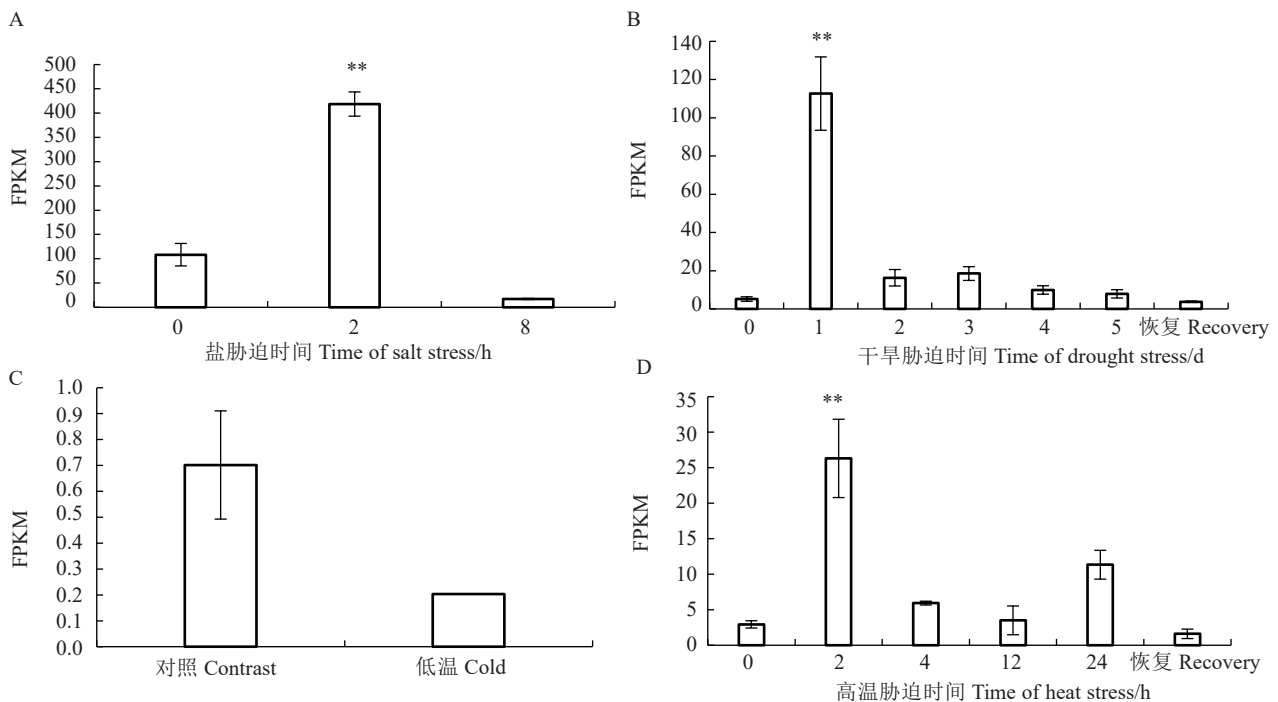 A
FPKM
500
450
400
350
300
250
200
150
100
50
0
**
0 2 8
盐胁迫时间 Time of salt stress/h
B
FPKM
140
120
100
80
60
40
20
0
**
0 1 2 3 4 5 恢复 Recovery
干旱胁迫时间 Time of drought stress/d
C
FPKM
1.0
0.9
0.8
0.7
0.6
0.5
0.4
0.3
0.2
0.1
0.0
对照 Contrast 低温 Cold
D
FPKM
35
30
25
20
15
10
5
0
**
0 2 4 12 24 恢复 Recovery
高温胁迫时间 Time of heat stress/h